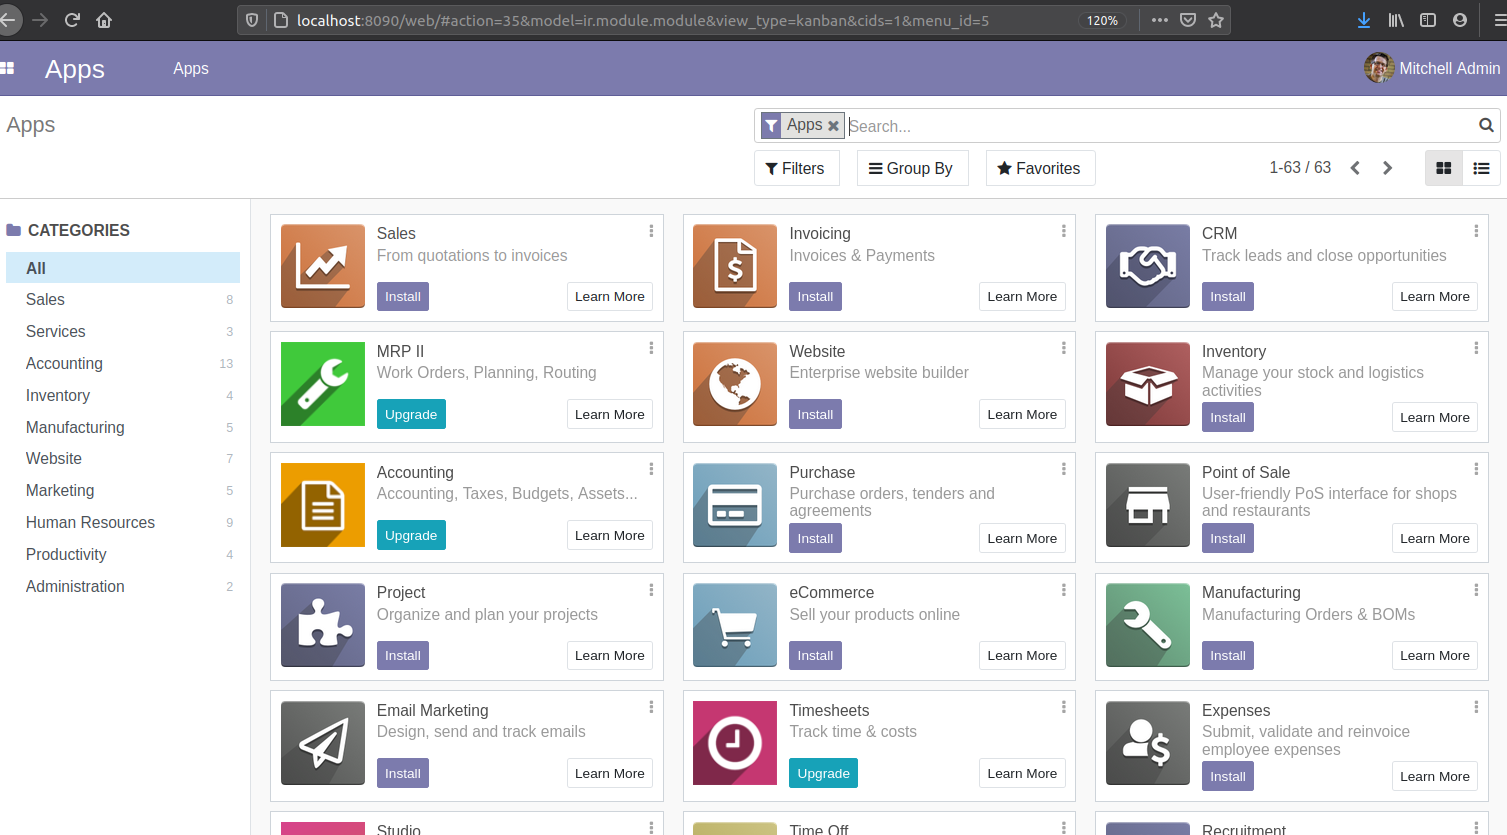 localhost:8090/web/#action=35&model=ir.module.module&view_type=kanban&cids=1&menu_id=5
120%
Apps
Apps
Mitchell Admin
Apps
Apps
Search...
Filters
Group By
Favorites
1-63 / 63
CATEGORIES
All
Sales 8
Services 3
Accounting 13
Inventory 4
Manufacturing 5
Website 7
Marketing 5
Human Resources 9
Productivity 4
Administration 2
Sales
From quotations to invoices
Install
Learn More
Invoicing
Invoices & Payments
Install
Learn More
CRM
Track leads and close opportunities
Install
Learn More
MRP II
Work Orders, Planning, Routing
Upgrade
Learn More
Website
Enterprise website builder
Install
Learn More
Inventory
Manage your stock and logistics
activities
Install
Learn More
Accounting
Accounting, Taxes, Budgets, Assets...
Upgrade
Learn More
Purchase
Purchase orders, tenders and
agreements
Install
Learn More
Point of Sale
User-friendly PoS interface for shops
and restaurants
Install
Learn More
Project
Organize and plan your projects
Install
Learn More
eCommerce
Sell your products online
Install
Learn More
Manufacturing
Manufacturing Orders & BOMs
Install
Learn More
Email Marketing
Design, send and track emails
Install
Learn More
Timesheets
Track time & costs
Upgrade
Learn More
Expenses
Submit, validate and reinvoice
employee expenses
Install
Learn More
Studio
Time Off
Recruitment